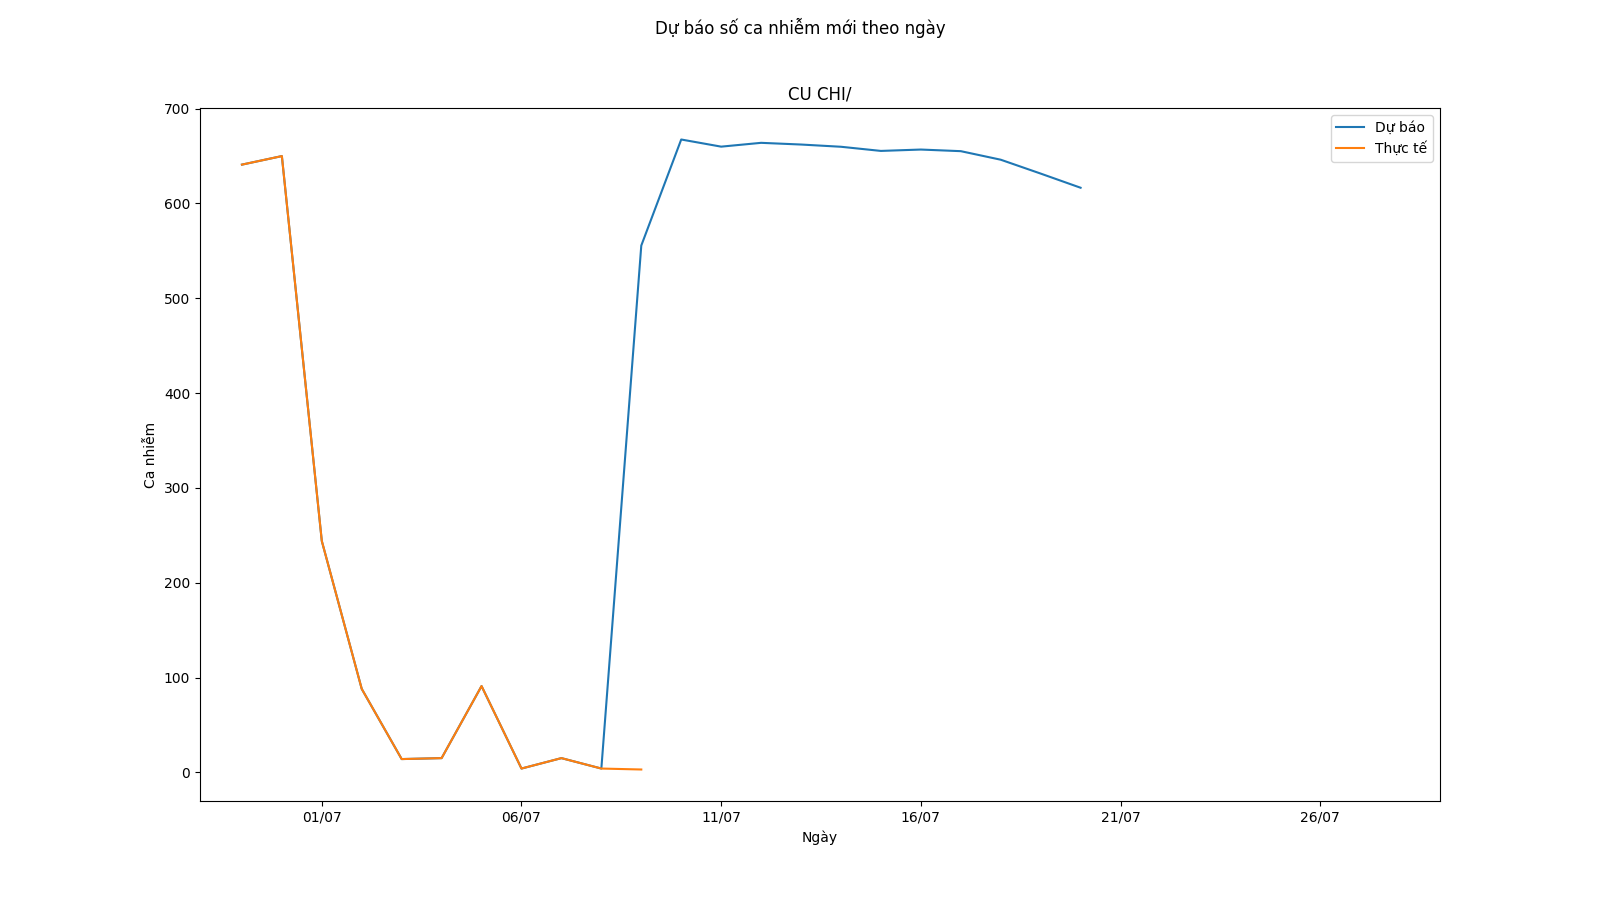 Dự báo số ca nhiễm mới theo ngày
CU CHI/
700
600
500
400
300
200
100
0
Ca nhiễm
Dự báo
Thực tế
01/07 06/07 11/07 16/07 21/07 26/07
Ngày